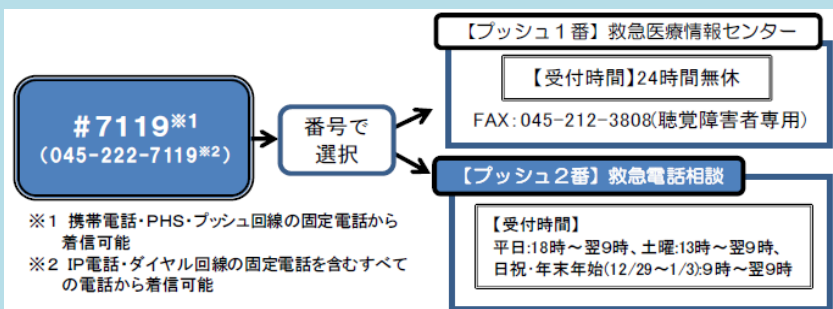 #7119※1
(045-222-7119※2)
※1 携帯電話・PHS・プッシュ回線の固定電話から
着信可能
※2 IP電話・ダイヤル回線の固定電話を含むすべて
の電話から着信可能
番号で
選択
【プッシュ1番】救急医療情報センター
【受付時間】24時間無休
FAX:045-212-3808(聴覚障害者専用)
【プッシュ2番】救急電話相談
【受付時間】
平日:18時～翌9時、土曜:13時～翌9時、
日祝・年末年始(12/29～1/3):9時～翌9時